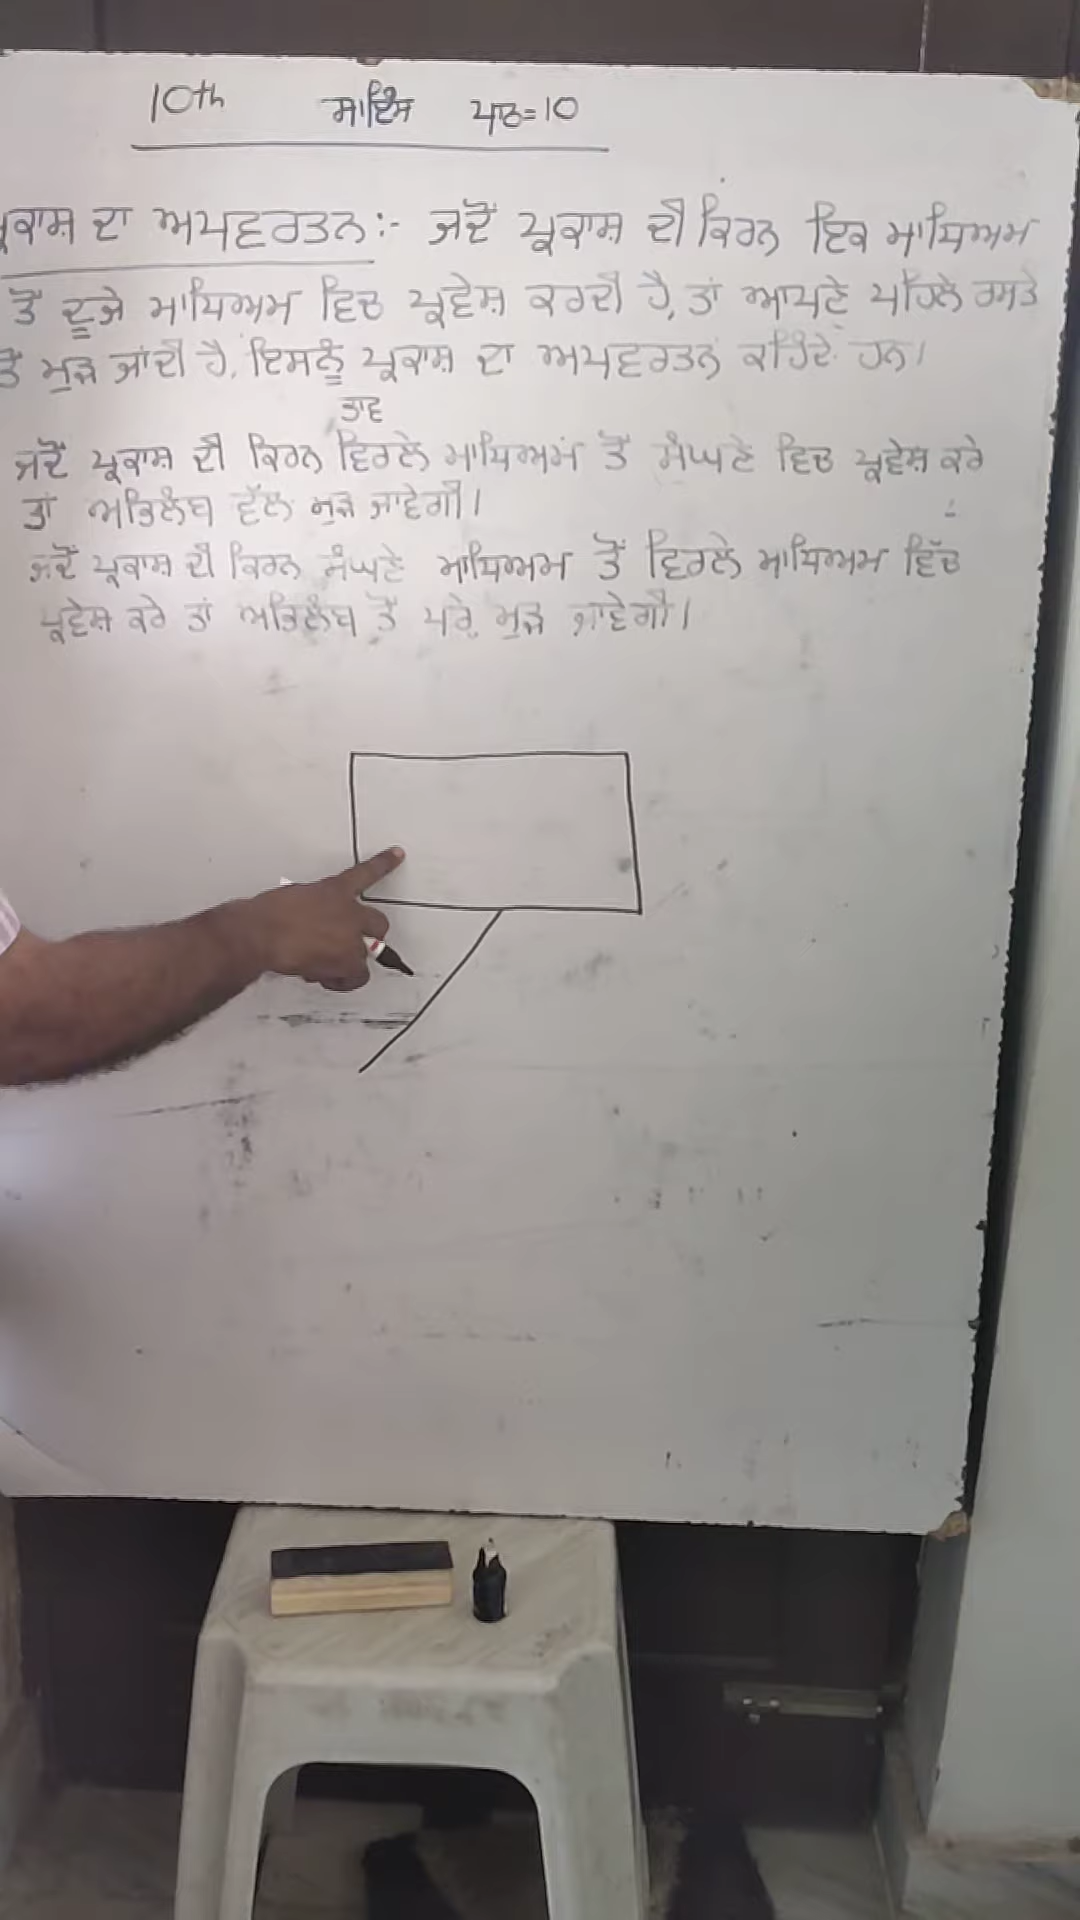 10th ਸਾਇੰਸ ਪਾਠ=10
ਪ੍ਰਕਾਸ਼ ਦਾ ਅਪਵਰਤਨ:- ਜਦੋਂ ਪ੍ਰਕਾਸ਼ ਦੀ ਕਿਰਨ ਇਕ ਮਾਧਿਅਮ
ਤੋਂ ਦੂਜੇ ਮਾਧਿਅਮ ਵਿਚ ਪ੍ਰਵੇਸ਼ ਕਰਦੀ ਹੈ, ਤਾਂ ਆਪਣੇ ਪਹਿਲੇ ਰਸਤੇ
ਤੋਂ ਮੁੜ ਜਾਂਦੀ ਹੈ, ਇਸਨੂੰ ਪ੍ਰਕਾਸ਼ ਦਾ ਅਪਵਰਤਨ ਕਹਿੰਦੇ ਹਨ।
ਜਦੋਂ ਪ੍ਰਕਾਸ਼ ਦੀ ਕਿਰਨ ਵਿਰਲੇ ਮਾਧਿਅਮ ਤੋਂ ਸੰਘਣੇ ਵਿਚ ਪ੍ਰਵੇਸ਼ ਕਰੇ
ਤਾਂ ਅਭਿਲੰਬ ਵੱਲ ਮੁੜ ਜਾਵੇਗੀ।
ਜਦੋਂ ਪ੍ਰਕਾਸ਼ ਦੀ ਕਿਰਨ ਸੰਘਣੇ ਮਾਧਿਅਮ ਤੋਂ ਵਿਰਲੇ ਮਾਧਿਅਮ ਵਿੱਚ
ਪ੍ਰਵੇਸ਼ ਕਰੇ ਤਾਂ ਅਭਿਲੰਬ ਤੋਂ ਪਰੇ ਮੁੜ ਜਾਵੇਗੀ।